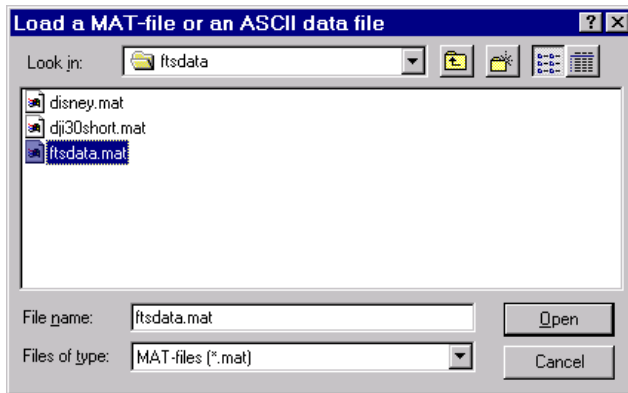 Load a MAT-file or an ASCII data file
Look in: ftsdata
disney.mat
dji30short.mat
ftsdata.mat
File name: ftsdata.mat
Open
Files of type: MAT-files (*.mat)
Cancel